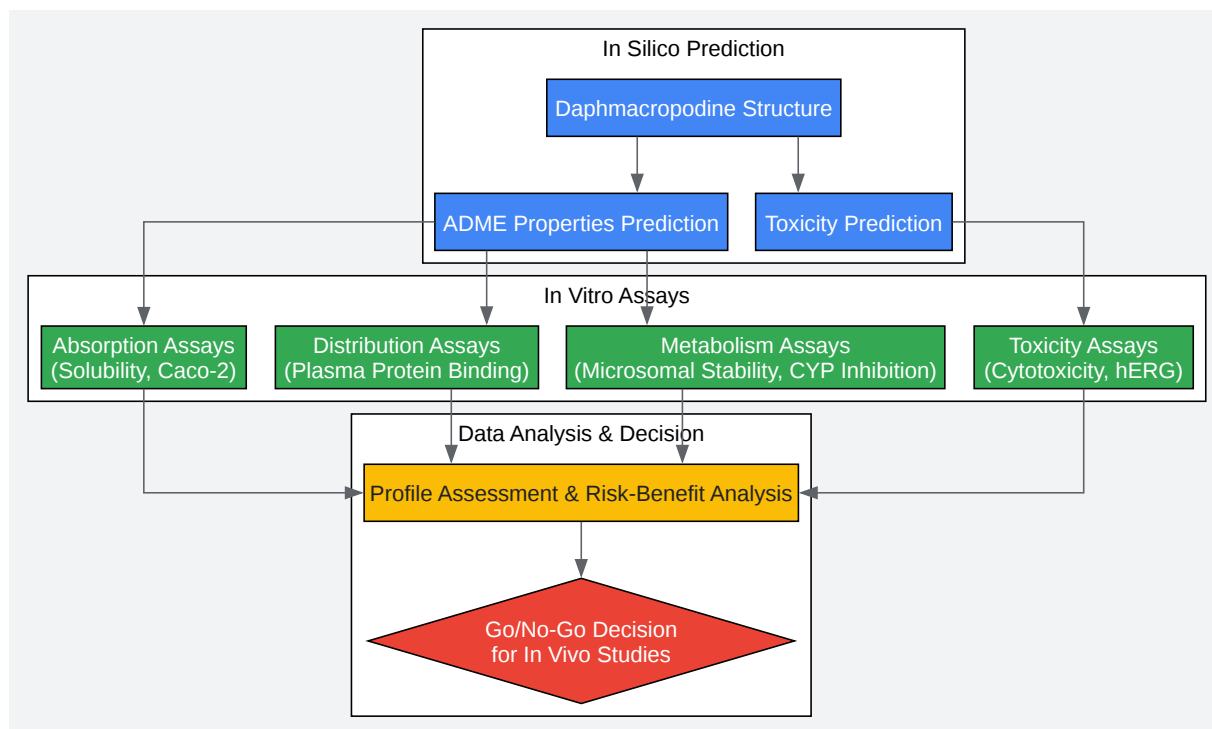 In Silico Prediction
Daphmacropodine Structure
ADME Properties Prediction
Toxicity Prediction
In Vitro Assays
Absorption Assays
(Solubility, Caco-2)
Distribution Assays
(Plasma Protein Binding)
Metabolism Assays
(Microsomal Stability, CYP Inhibition)
Toxicity Assays
(Cytotoxicity, hERG)
Data Analysis & Decision
Profile Assessment & Risk-Benefit Analysis
Go/No-Go Decision
for In Vivo Studies